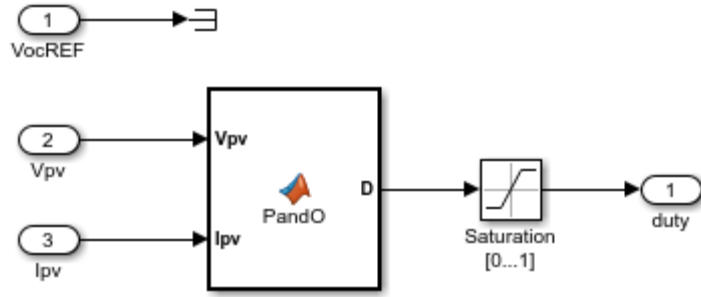 1
VocREF
2
Vpv
3
Ipv
Vpv
Ipv
PandO
D
Saturation
[0...1]
1
duty